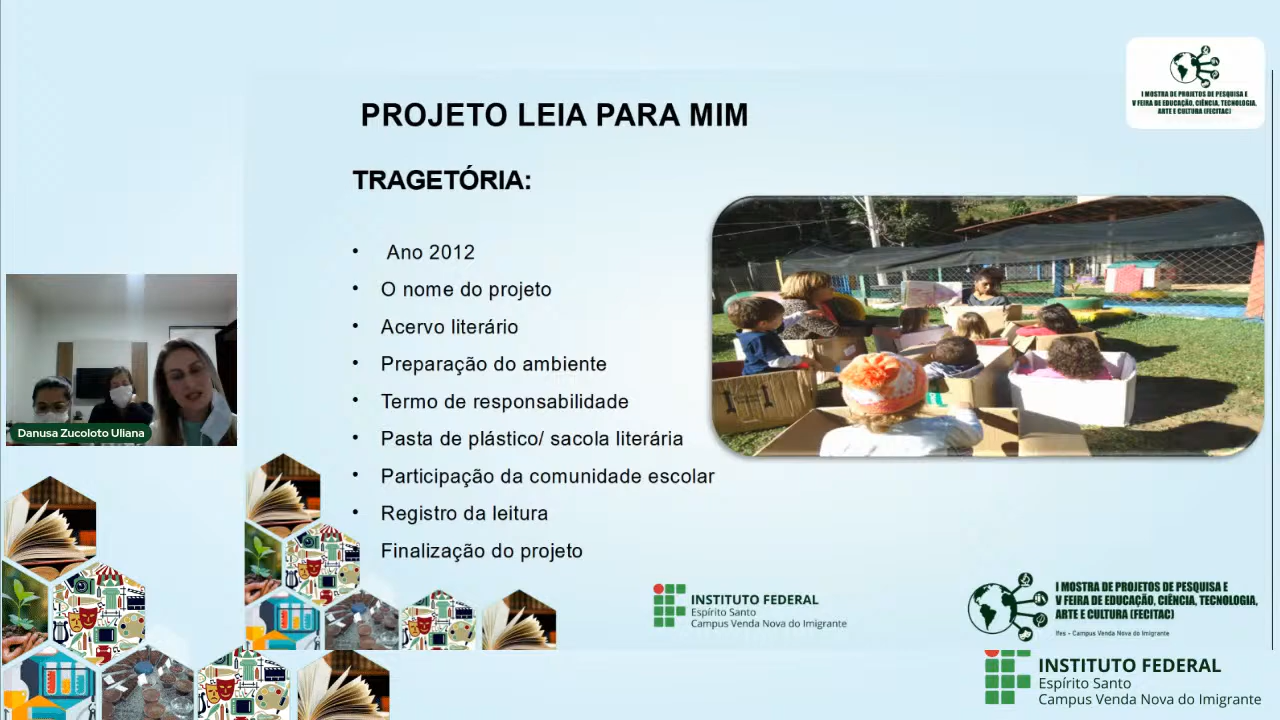 I MOSTRA DE PROJETOS DE PESQUISA E
V FEIRA DE EDUCAÇÃO, CIÊNCIA, TECNOLOGIA,
ARTE E CULTURA (FECITAC)
PROJETO LEIA PARA MIM
TRAGETÓRIA:
• Ano 2012
• O nome do projeto
• Acervo literário
• Preparação do ambiente
• Termo de responsabilidade
• Pasta de plástico/ sacola literária
• Participação da comunidade escolar
• Registro da leitura
Finalização do projeto
Danusa Zucoloto Uliana
INSTITUTO FEDERAL
Espírito Santo
Campus Venda Nova do Imigrante
I MOSTRA DE PROJETOS DE PESQUISA E
V FEIRA DE EDUCAÇÃO, CIÊNCIA, TECNOLOGIA,
ARTE E CULTURA (FECITAC)
Ifes - Campus Venda Nova do Imigrante
INSTITUTO FEDERAL
Espírito Santo
Campus Venda Nova do Imigrante